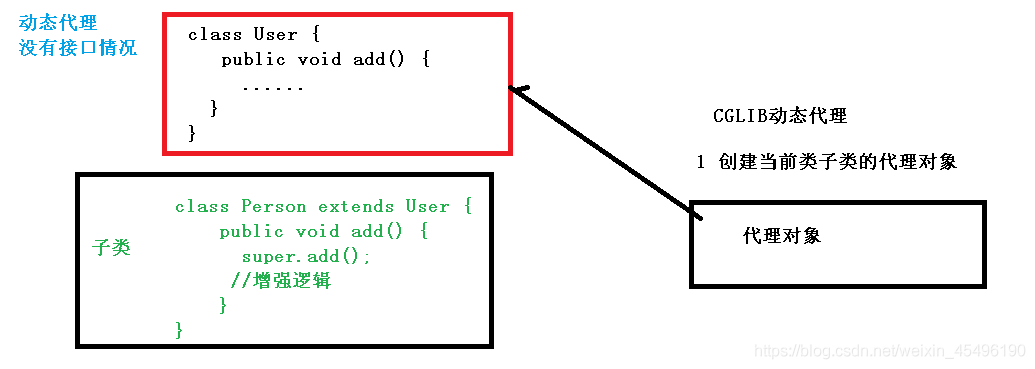 动态代理
没有接口情况
class User {
public void add() {
......
}
}
子类
class Person extends User {
public void add() {
super.add();
//增强逻辑
}
}
CGLIB动态代理
1 创建当前类子类的代理对象
代理对象
https://blog.csdn.net/weixin_45496190